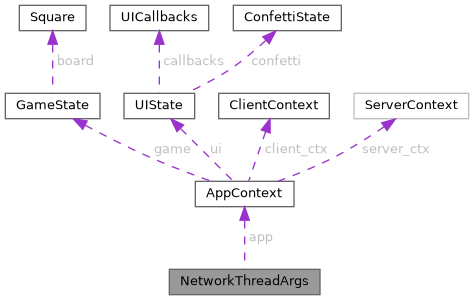 Square
UICallbacks
ConfettiState
board
callbacks
confetti
GameState
UIState
ClientContext
ServerContext
game
ui
client_ctx
server_ctx
AppContext
app
NetworkThreadArgs